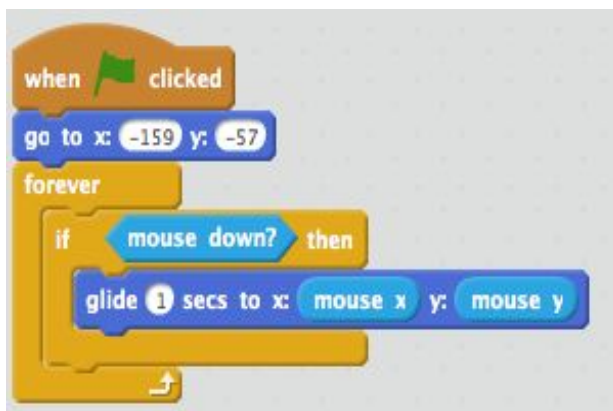 when clicked
go to x: -159 y: -57
forever
if mouse down? then
glide 1 secs to x: mouse x y: mouse y